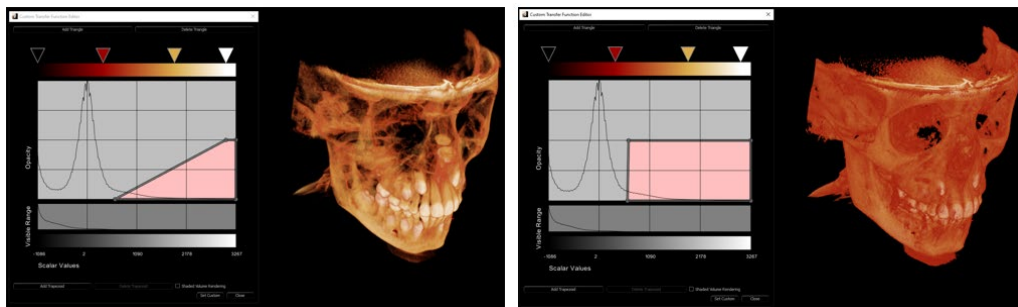 Custom Transfer Function Editor
Add Triangle
Delete Triangle
Opacity
Visible Range
-1086
2
1090
2178
3267
Scalar Values
Add Trapezoid
Delete Trapezoid
Shaded Volume Rendering
Set Custom
Close
Custom Transfer Function Editor
Add Triangle
Delete Triangle
Opacity
Visible Range
-1086
2
1090
2178
3267
Scalar Values
Add Trapezoid
Delete Trapezoid
Shaded Volume Rendering
Set Custom
Close